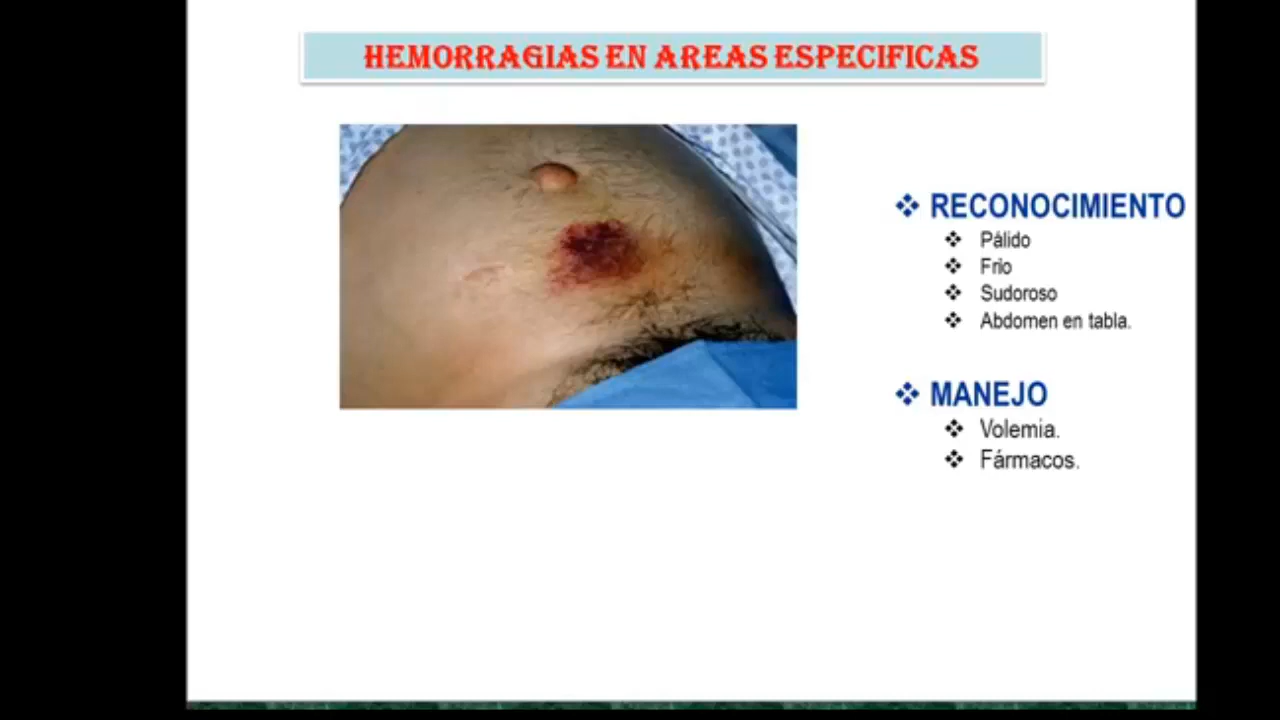 HEMORRAGIAS EN AREAS ESPECIFICAS
RECONOCIMIENTO
Pálido
Frio
Sudoroso
Abdomen en tabla.
MANEJO
Volemia.
Fármacos.